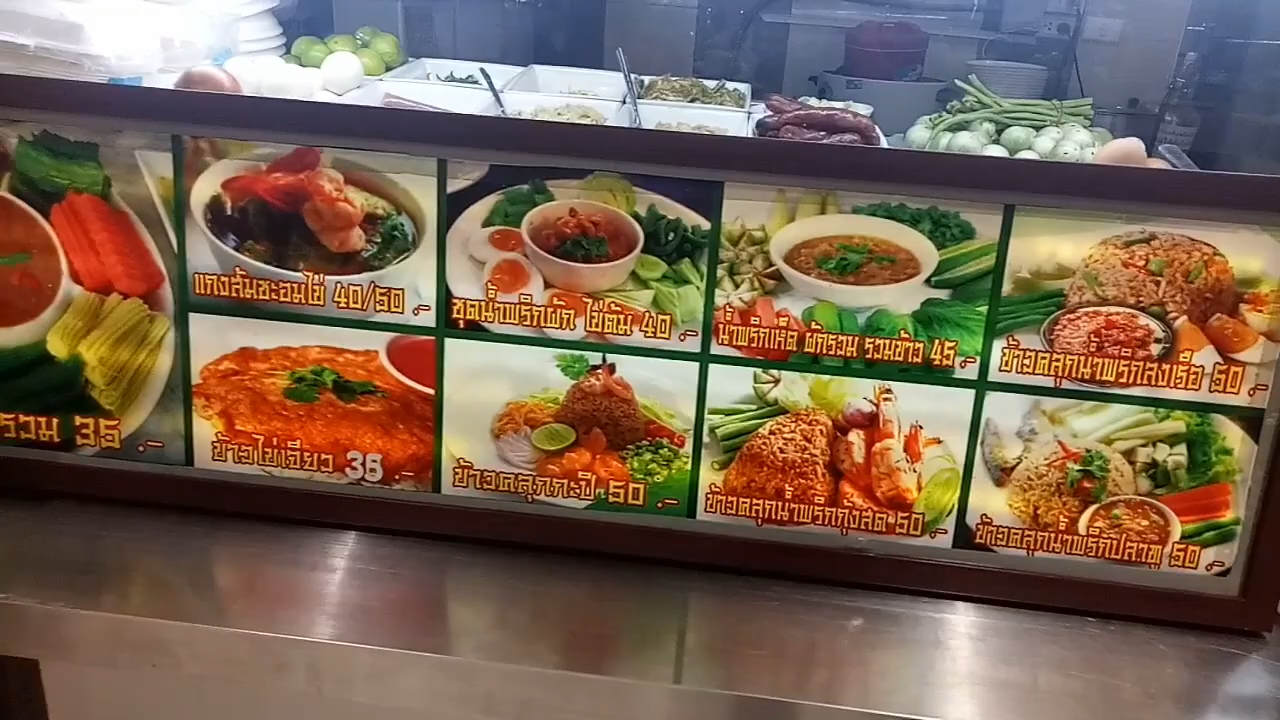 แกงส้มชะอมไข่ 40/50 .-
ชุดน้ำพริกผัก ไข่ต้ม 40 .-
น้ำพริกเห็ด ผักรวม รวมข้าว 45 .-
ข้าวคลุกน้ำพริกลงเรือ 50 .-
รวม 35 .-
ข้าวไข่เจียว 35 .-
ข้าวคลุกกะปิ 50 .-
ข้าวคลุกน้ำพริกกุ้งสด 50 .-
ข้าวคลุกน้ำพริกปลาทู 50 .-